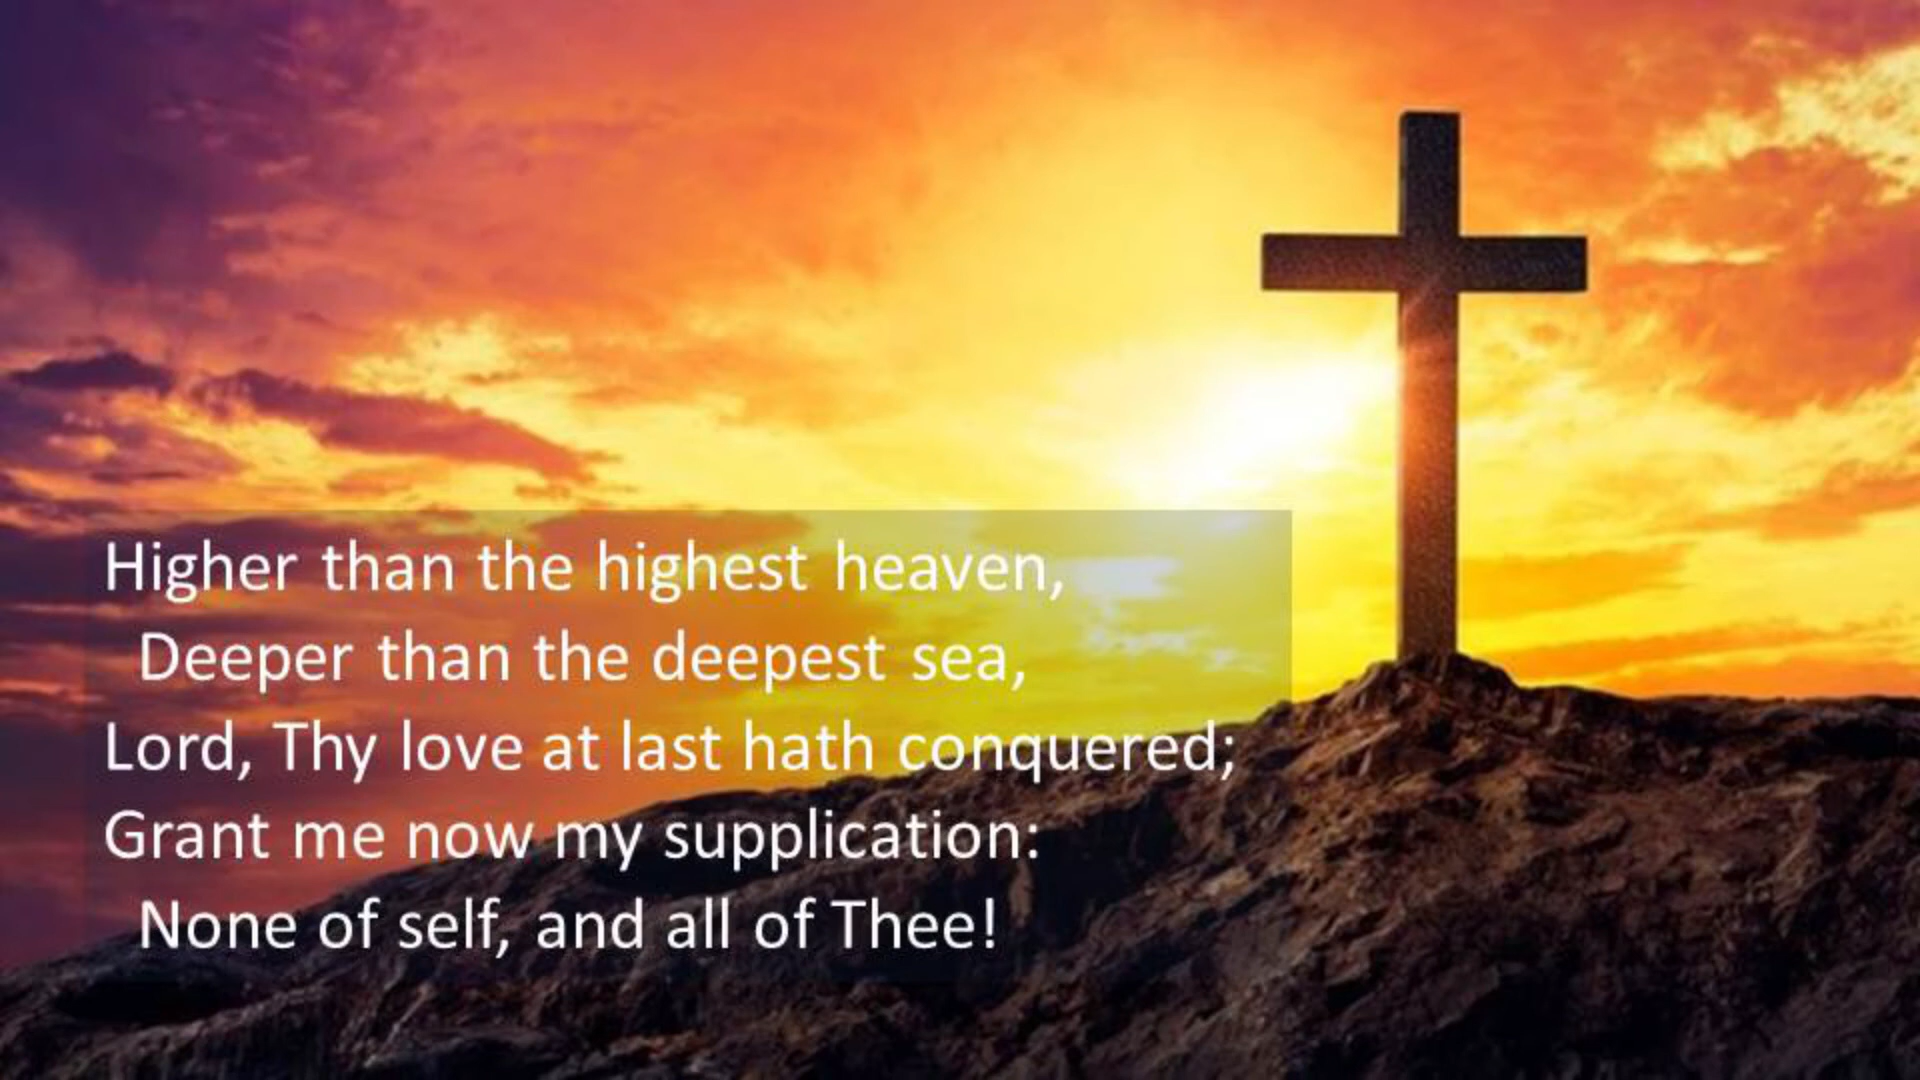 Higher than the highest heaven,
Deeper than the deepest sea,
Lord, Thy love at last hath conquered;
Grant me now my supplication:
None of self, and all of Thee!